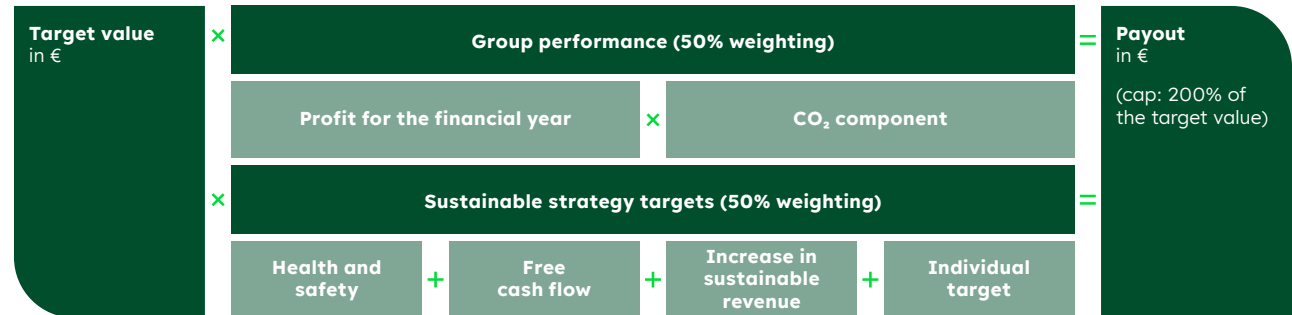 Target value
in €
×
Group performance (50% weighting)
=
Payout
in €
(cap: 200% of
the target value)
Profit for the financial year
×
CO₂ component
×
Sustainable strategy targets (50% weighting)
=
Health and
safety
+
Free
cash flow
+
Increase in
sustainable
revenue
+
Individual
target